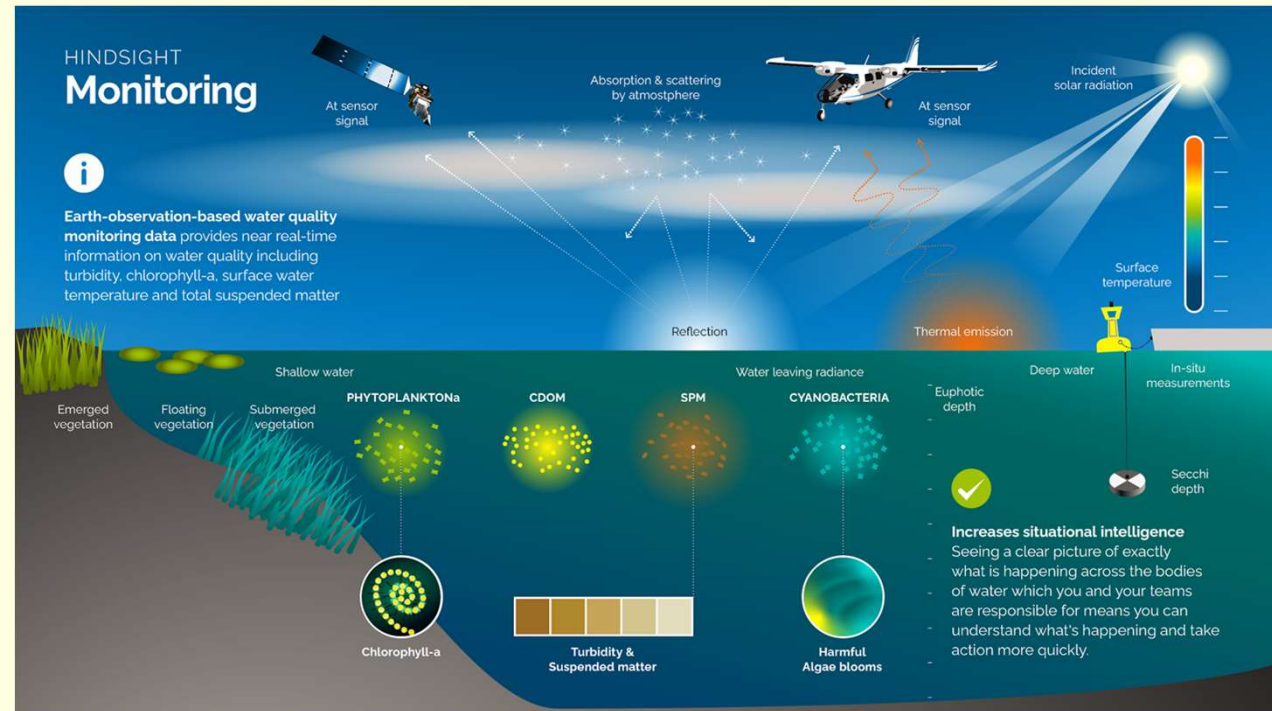 HINDSIGHT
Monitoring
At sensor
signal
Absorption & scattering
by atmostphere
At sensor
signal
Incident
solar radiation
i
Earth-observation-based water quality
monitoring data provides near real-time
information on water quality including
turbidity, chlorophyll-a, surface water
temperature and total suspended matter
Surface
temperature
Reflection
Thermal emission
Shallow water
Water leaving radiance
Deep water
In-situ
measurements
Emerged
vegetation
Floating
vegetation
Submerged
vegetation
PHYTOPLANKTONa
CDOM
SPM
CYANOBACTERIA
Euphotic
depth
Secchi
depth
Increases situational intelligence
Seeing a clear picture of exactly
what is happening across the bodies
of water which you and your teams
are responsible for means you can
understand what's happening and take
action more quickly.
Chlorophyll-a
Turbidity &
Suspended matter
Harmful
Algae blooms